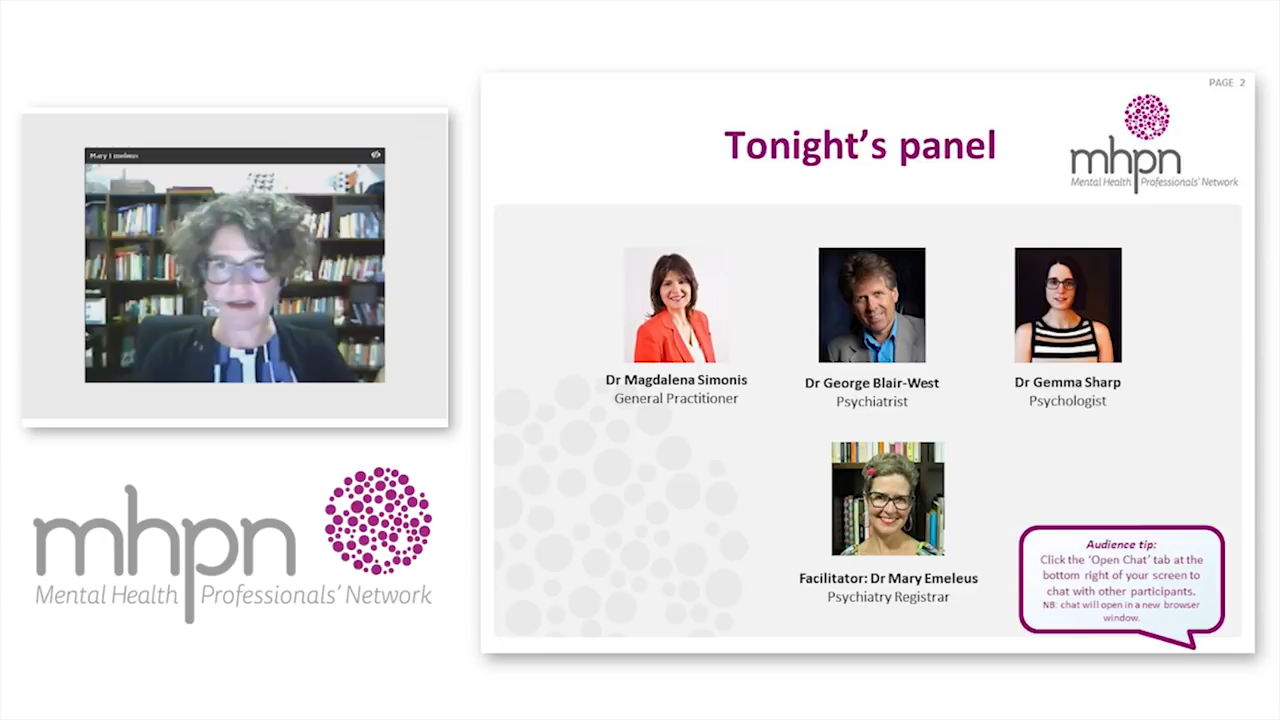 Mary Emeleus
mhpn
Mental Health Professionals' Network
PAGE 2
Tonight's panel
mhpn
Mental Health Professionals' Network
Dr Magdalena Simonis
General Practitioner
Dr George Blair-West
Psychiatrist
Dr Gemma Sharp
Psychologist
Facilitator: Dr Mary Emeleus
Psychiatry Registrar
Audience tip:
Click the 'Open Chat' tab at the
bottom right of your screen to
chat with other participants.
NB: chat will open in a new browser
window.